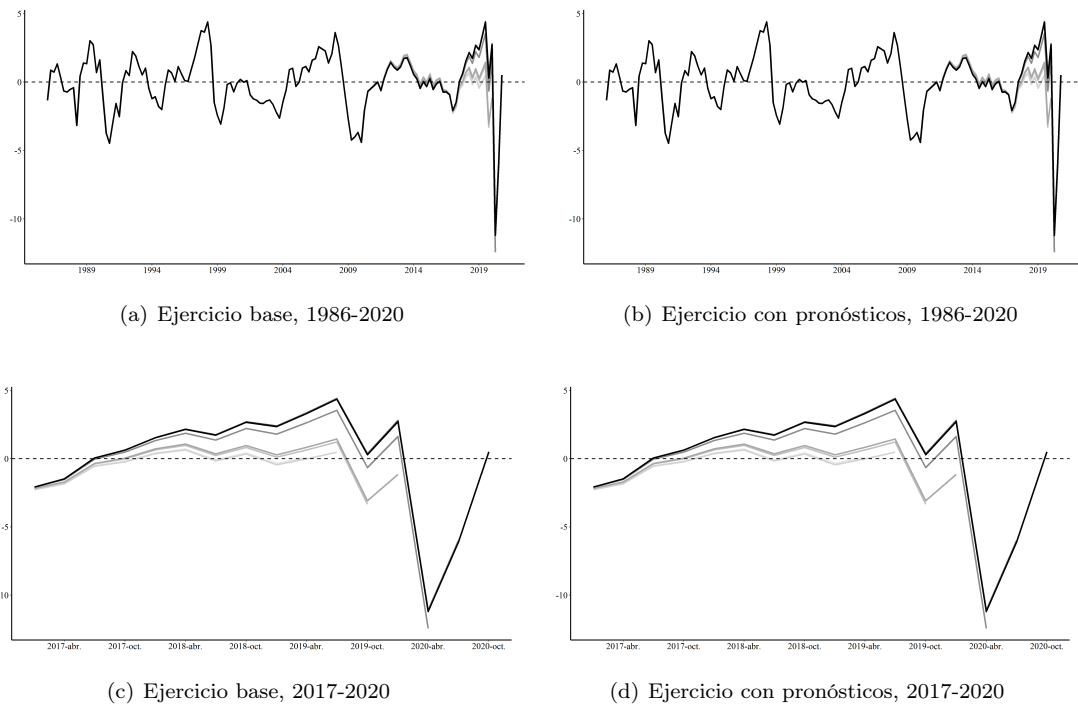 5
0
-5
-10
1989 1994 1999 2004 2009 2014 2019
(a) Ejercicio base, 1986-2020
5
0
-5
-10
1989 1994 1999 2004 2009 2014 2019
(b) Ejercicio con pronósticos, 1986-2020
5
0
-5
10
2017-abr. 2017-oct. 2018-abr. 2018-oct. 2019-abr. 2019-oct. 2020-abr. 2020-oct.
(c) Ejercicio base, 2017-2020
5
0
-5
-10
2017-abr. 2017-oct. 2018-abr. 2018-oct. 2019-abr. 2019-oct. 2020-abr. 2020-oct.
(d) Ejercicio con pronósticos, 2017-2020